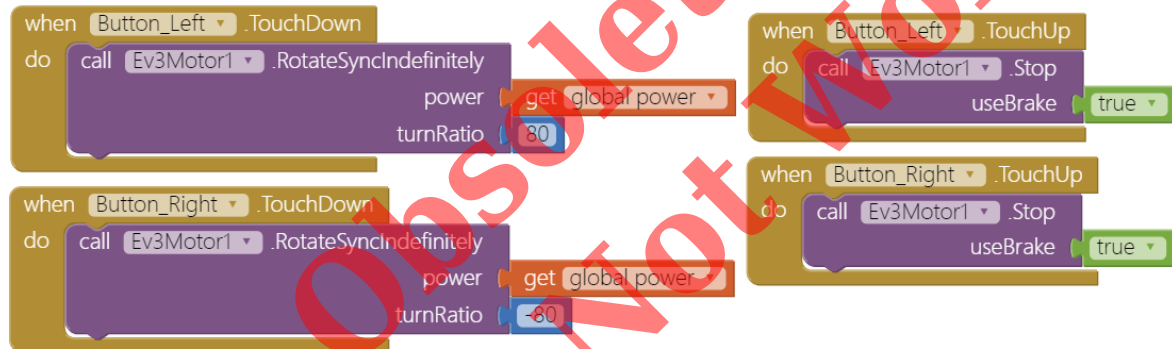 when Button_Left .TouchDown
do call Ev3Motor1 .RotateSyncIndefinitely
power get global power
turnRatio 80
when Button_Right .TouchDown
do call Ev3Motor1 .RotateSyncIndefinitely
power get global power
turnRatio -80
when Button_Left .TouchUp
do call Ev3Motor1 .Stop
useBrake true
when Button_Right .TouchUp
do call Ev3Motor1 .Stop
useBrake true
Obsolet
Not Wo